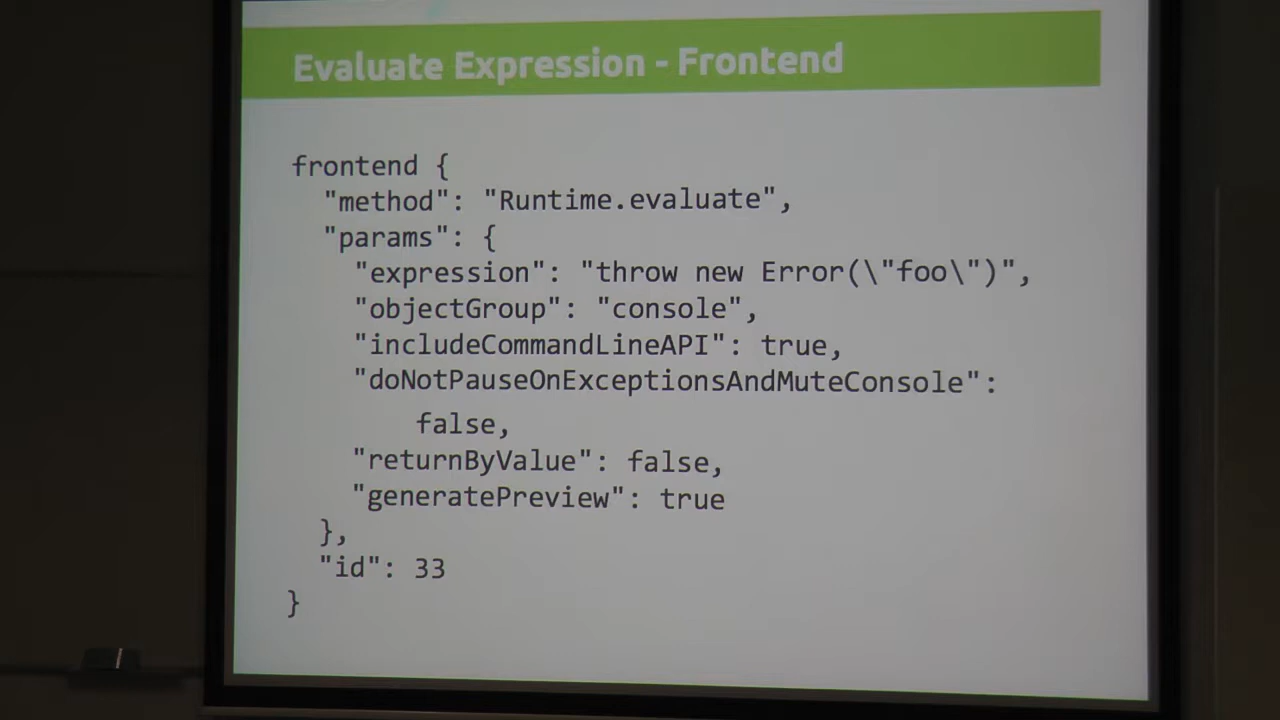 Evaluate Expression - Frontend
frontend {
"method": "Runtime.evaluate",
"params": {
"expression": "throw new Error(\"foo\")",
"objectGroup": "console",
"includeCommandLineAPI": true,
"doNotPauseOnExceptionsAndMuteConsole":
false,
"returnByValue": false,
"generatePreview": true
},
"id": 33
}